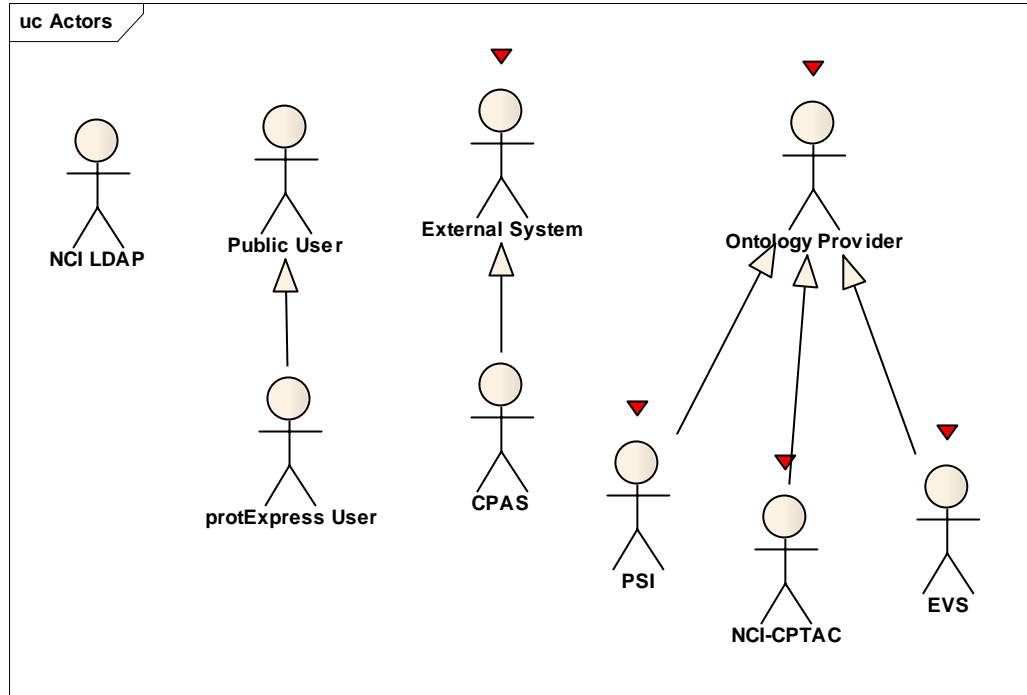 uc Actors
NCI LDAP
Public User
External System
Ontology Provider
protExpress User
CPAS
PSI
NCI-CPTAC
EVS